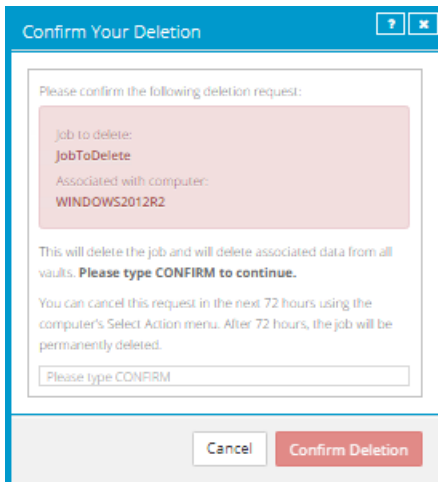 Confirm Your Deletion
? x
Please confirm the following deletion request:
Job to delete:
JobToDelete
Associated with computer:
WINDOWS2012R2
This will delete the job and will delete associated data from all
vaults. Please type CONFIRM to continue.
You can cancel this request in the next 72 hours using the
computer's Select Action menu. After 72 hours, the job will be
permanently deleted.
Please type CONFIRM
Cancel Confirm Deletion